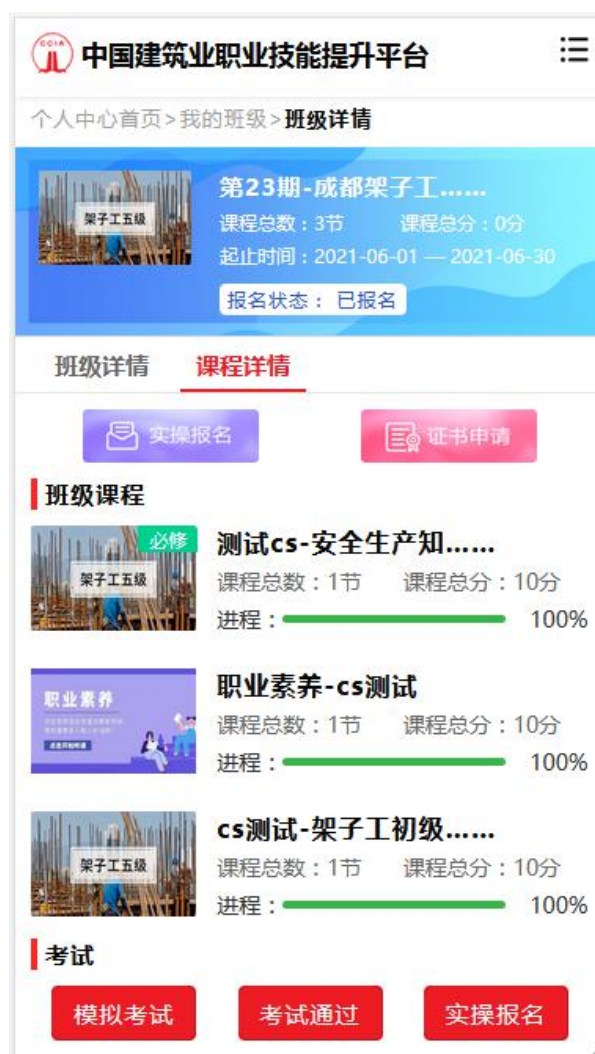 CCIA
中国建筑业职业技能提升平台
个人中心首页>我的班级>班级详情
架子工五级
第23期-成都架子工……
课程总数：3节 课程总分：0分
起止时间：2021-06-01 — 2021-06-30
报名状态： 已报名
班级详情 课程详情
实操报名 证书申请
班级课程
必修
架子工五级
测试cs-安全生产知……
课程总数：1节 课程总分：10分
进程： 100%
职业素养
点击开始听课
职业素养-cs测试
课程总数：1节 课程总分：10分
进程： 100%
架子工五级
cs测试-架子工初级……
课程总数：1节 课程总分：10分
进程： 100%
考试
模拟考试 考试通过 实操报名